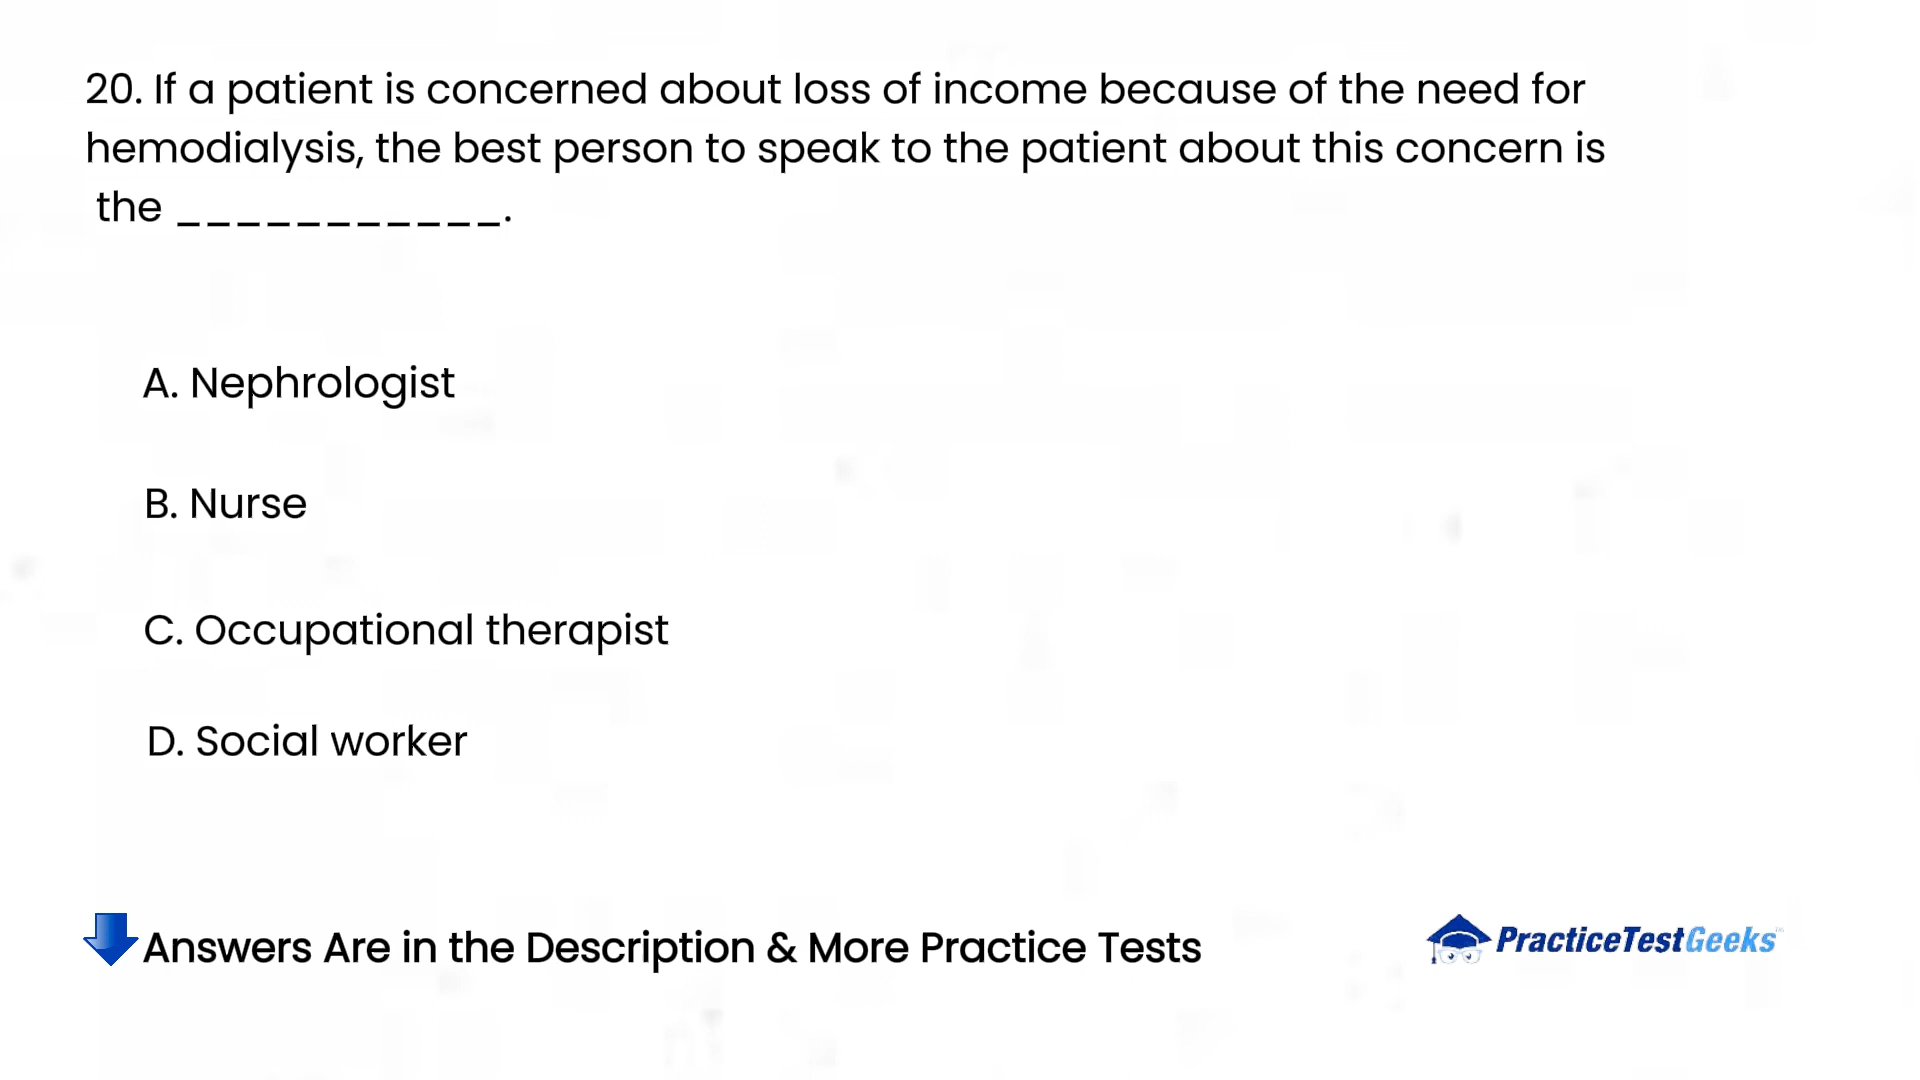 20. If a patient is concerned about loss of income because of the need for
hemodialysis, the best person to speak to the patient about this concern is
the ___________.
A. Nephrologist
B. Nurse
C. Occupational therapist
D. Social worker
Answers Are in the Description & More Practice Tests
PracticeTestGeeks